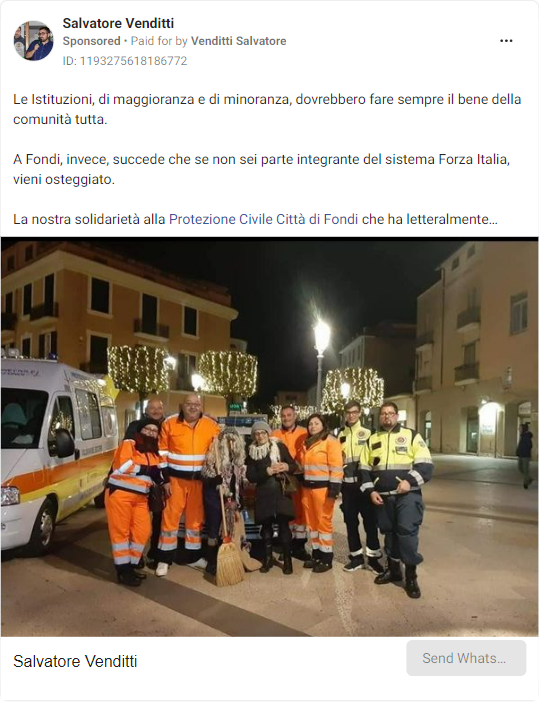 Salvatore Venditti
Sponsored • Paid for by Venditti Salvatore
ID: 1193275618186772
Le Istituzioni, di maggioranza e di minoranza, dovrebbero fare sempre il bene della
comunità tutta.
A Fondi, invece, succede che se non sei parte integrante del sistema Forza Italia,
vieni osteggiato.
La nostra solidarietà alla Protezione Civile Città di Fondi che ha letteralmente…
Salvatore Venditti
Send Whats…